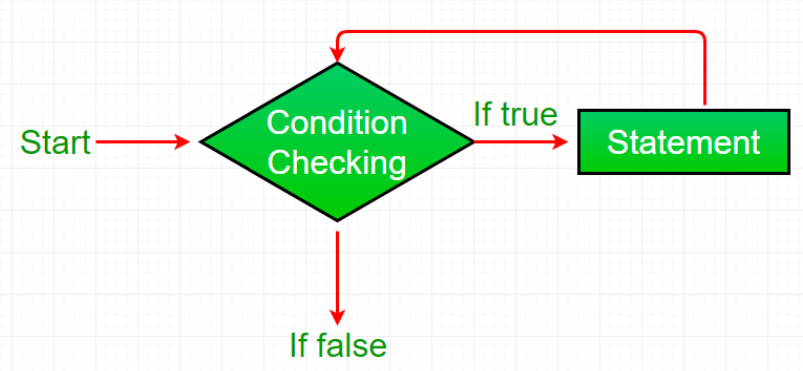 Start
Condition
Checking
If true
Statement
If false